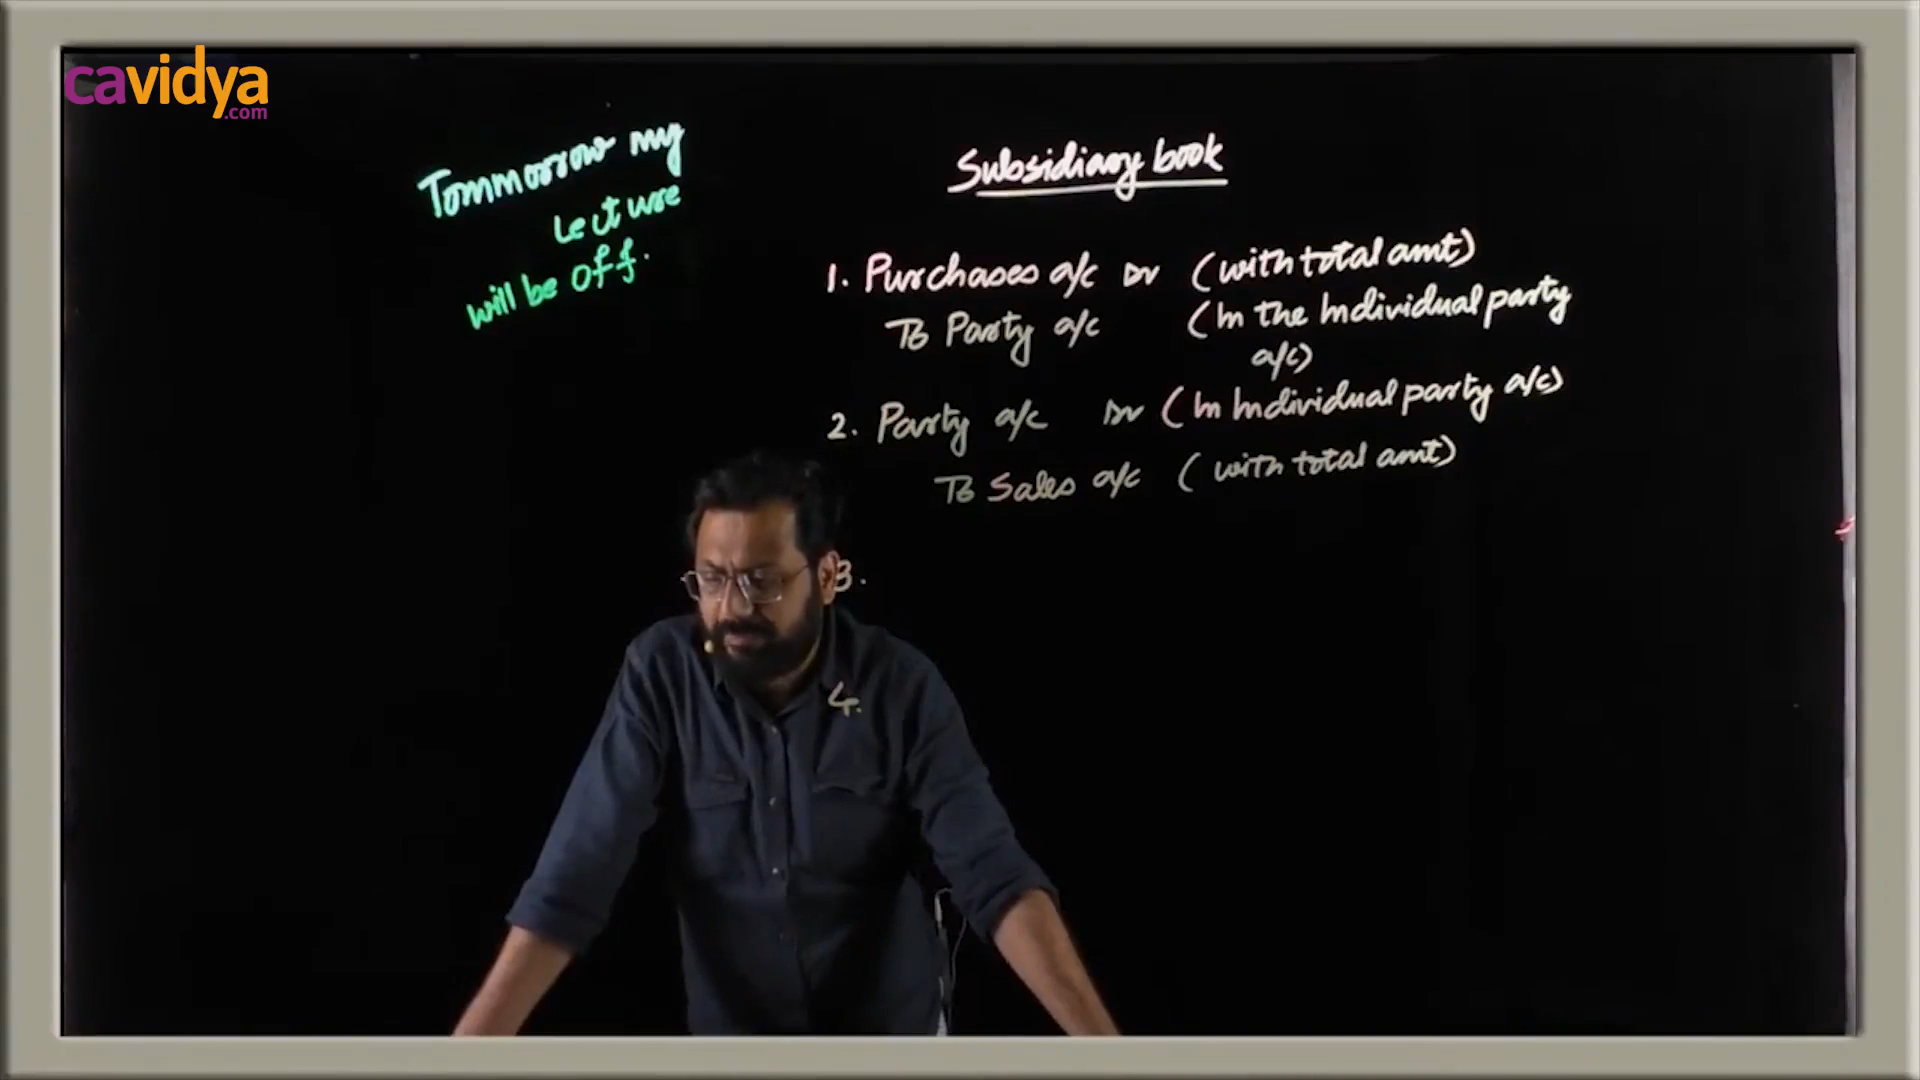 cavidya
.com
Tommorrow my
Lecture
will be off.
Subsidiary book
1. Purchases a/c Dr (with total amt)
To Party a/c (In the Individual party
a/c)
2. Party a/c Dr (In Individual party a/c)
To Sales a/c (with total amt)
3.
4.